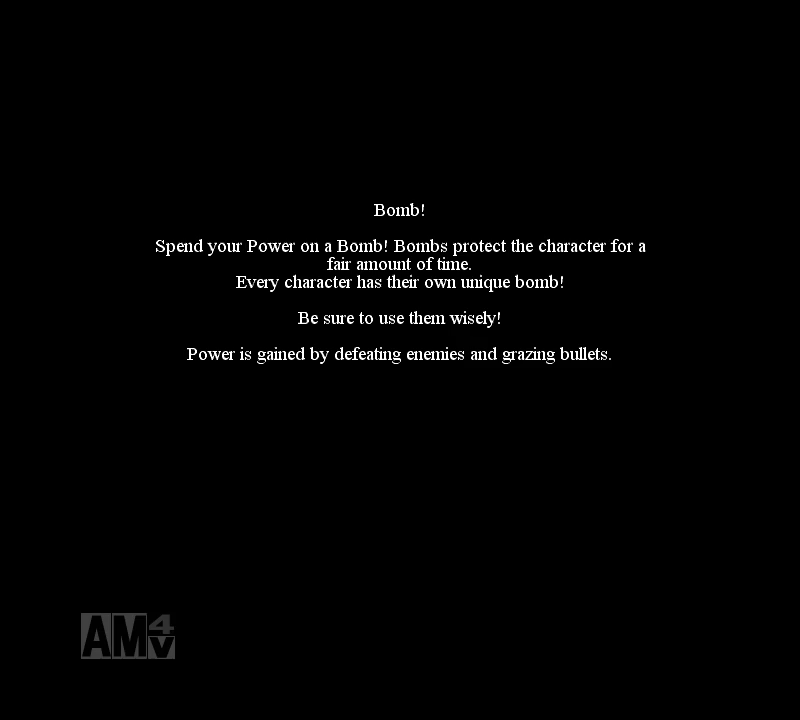 Bomb!
Spend your Power on a Bomb! Bombs protect the character for a
fair amount of time.
Every character has their own unique bomb!
Be sure to use them wisely!
Power is gained by defeating enemies and grazing bullets.
AM4V